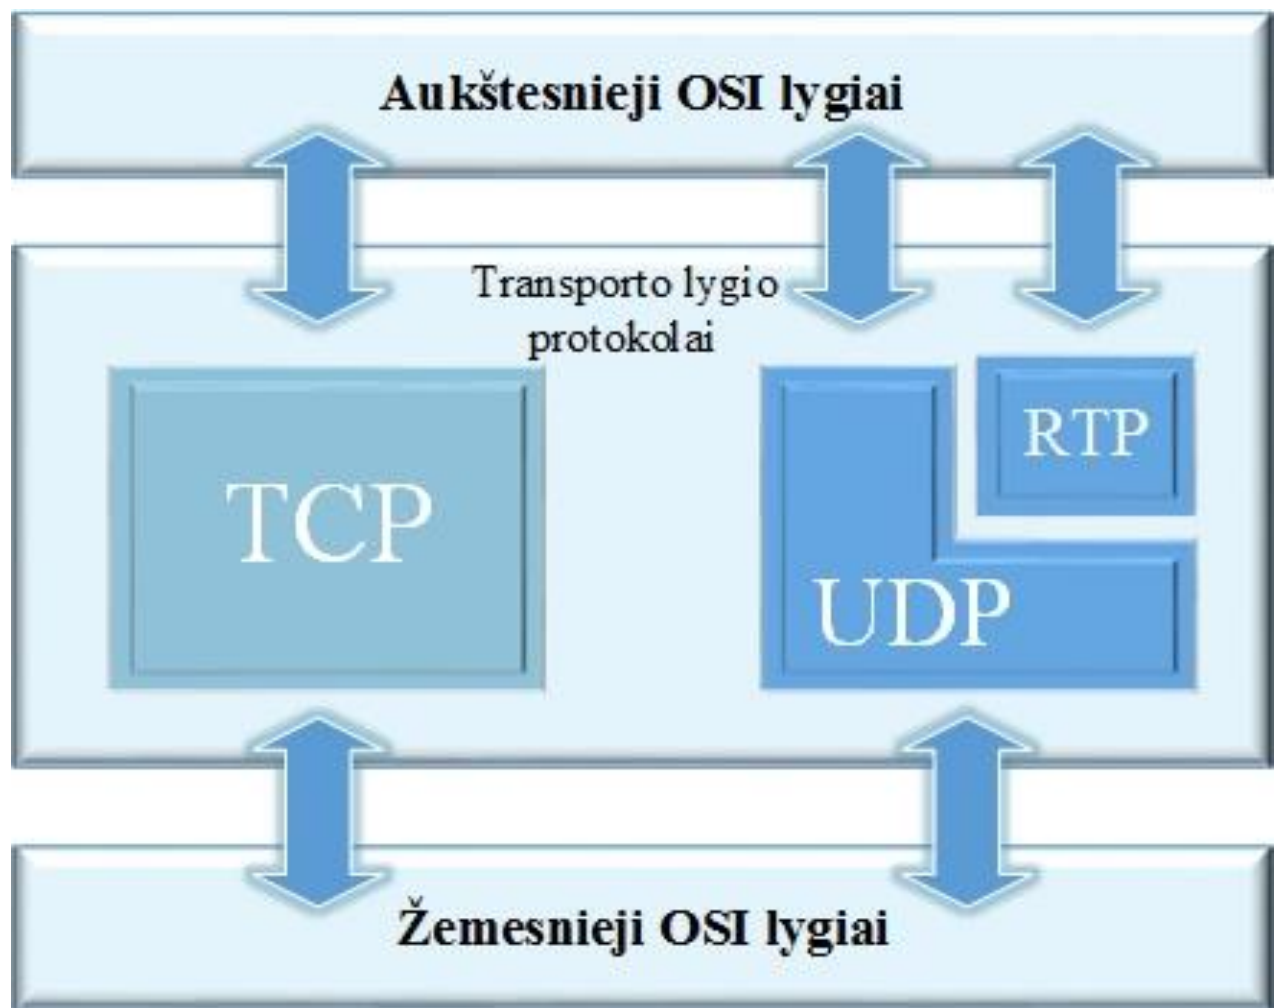 Aukštesnieji OSI lygiai
Transporto lygio
protokolai
TCP
RTP
UDP
Žemesnieji OSI lygiai